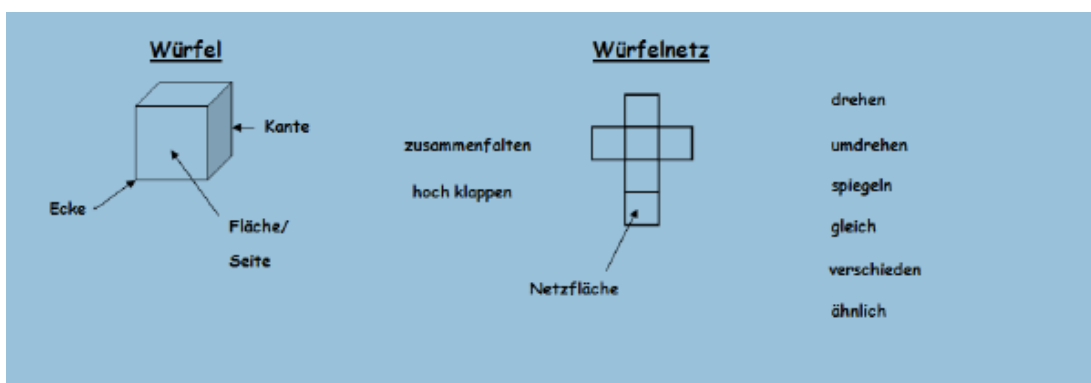 Würfel
Würfelnetz
Kante
Ecke
Fläche/
Seite
zusammenfalten
hoch klappen
Netzfläche
drehen
umdrehen
spiegeln
gleich
verschieden
ähnlich